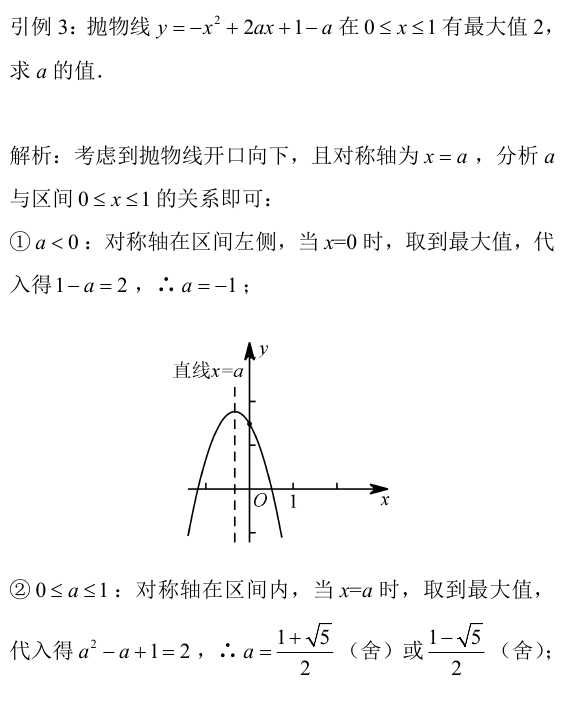 引例 3：抛物线 y = −x² + 2ax + 1 − a 在 0 ≤ x ≤ 1 有最大值 2，
求 a 的值．
解析：考虑到抛物线开口向下，且对称轴为 x = a ，分析 a
与区间 0 ≤ x ≤ 1 的关系即可：
① a < 0 ：对称轴在区间左侧，当 x=0 时，取到最大值，代
入得 1 − a = 2 ，∴ a = −1；
y
直线x=a
O 1 x
② 0 ≤ a ≤ 1：对称轴在区间内，当 x=a 时，取到最大值，
代入得 a² − a + 1 = 2 ，∴ a = (1+√5)/2 （舍）或 (1−√5)/2 （舍）；